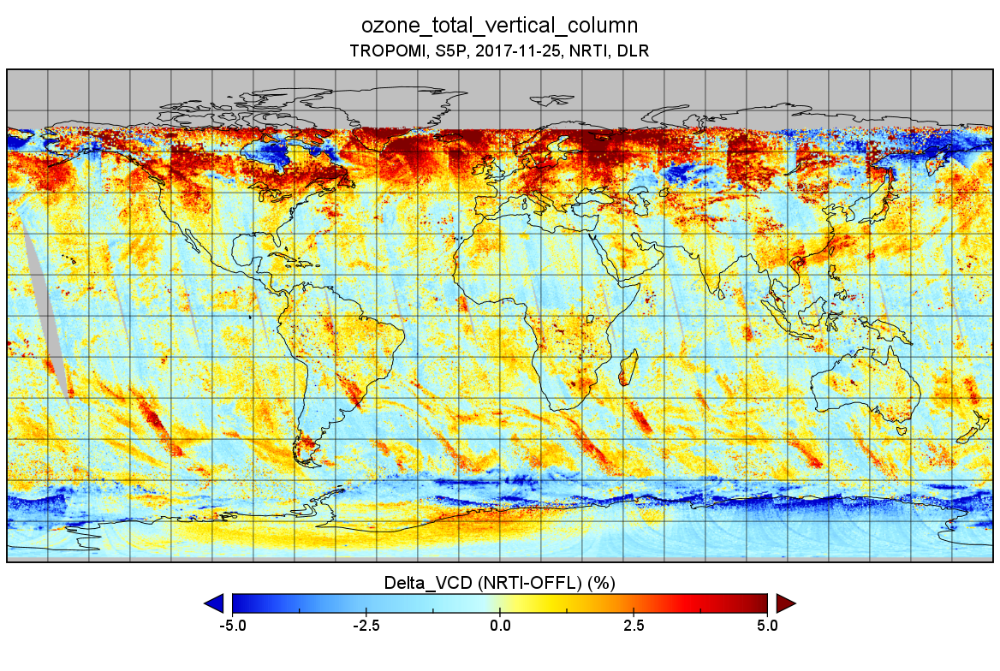 ozone_total_vertical_column
TROPOMI, S5P, 2017-11-25, NRTI, DLR
Delta_VCD (NRTI-OFFL) (%)
-5.0 -2.5 0.0 2.5 5.0